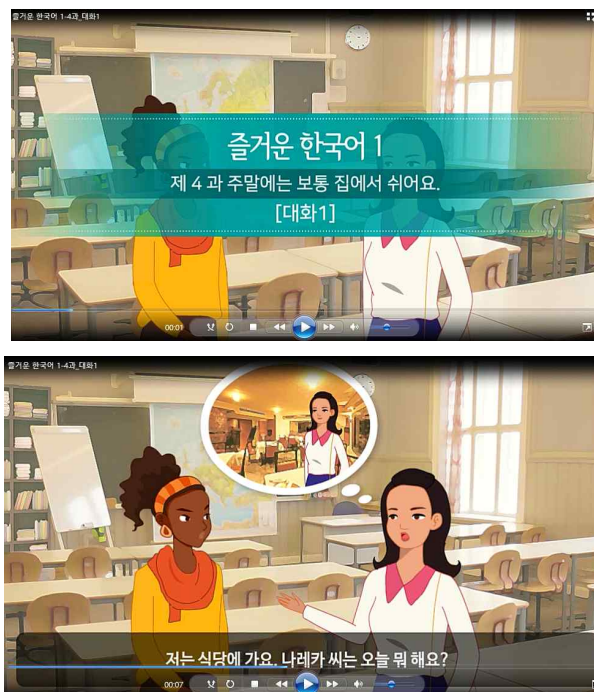 즐거운 한국어 1-4과_대화1
즐거운 한국어 1
제 4 과 주말에는 보통 집에서 쉬어요.
[대화1]
00:01
즐거운 한국어 1-4과_대화1
저는 식당에 가요. 나레카 씨는 오늘 뭐 해요?
00:07